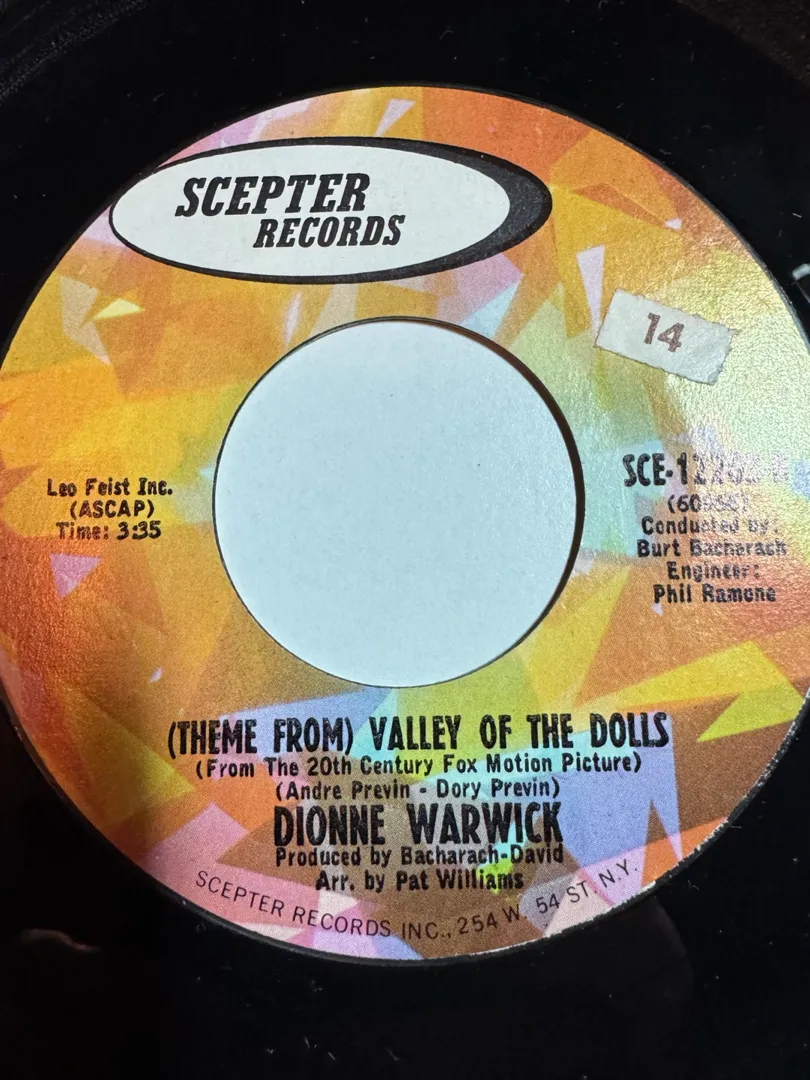 SCEPTER
RECORDS
14
Leo Feist Inc.
(ASCAP)
Time: 3:35
Conducted by:
Burt Bacharach
Engineer:
Phil Ramone
(THEME FROM) VALLEY OF THE DOLLS
(From The 20th Century Fox Motion Picture)
(Andre Previn - Dory Previn)
DIONNE WARWICK
Produced by Bacharach-David
Arr. by Pat Williams
SCEPTER RECORDS INC., 254 W. 54 ST. N.Y.